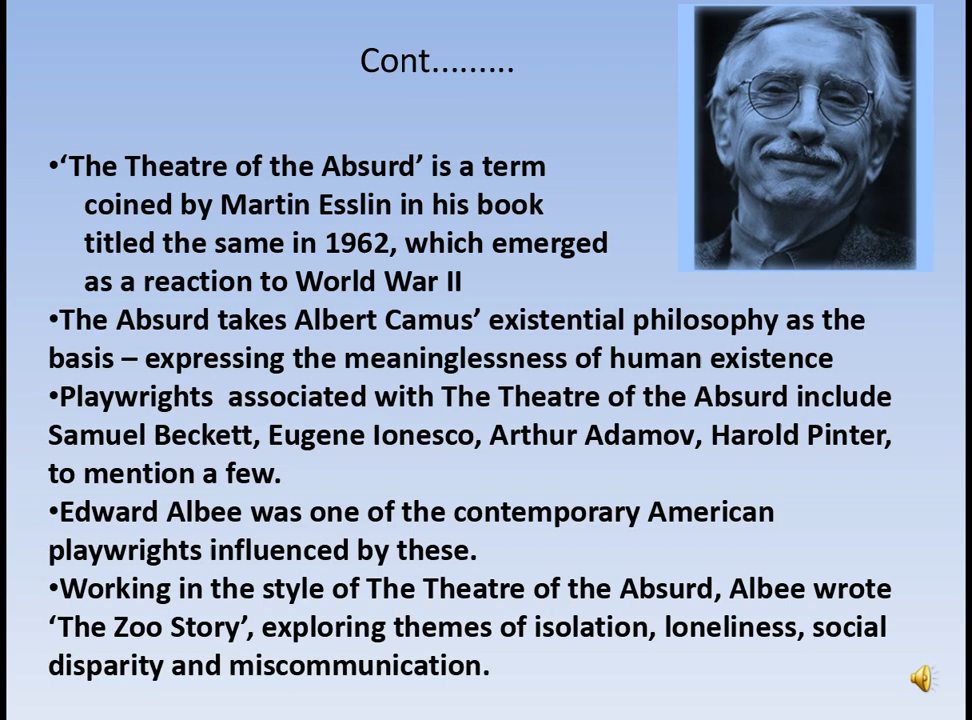 Cont.........
•‘The Theatre of the Absurd’ is a term
coined by Martin Esslin in his book
titled the same in 1962, which emerged
as a reaction to World War II
•The Absurd takes Albert Camus’ existential philosophy as the
basis – expressing the meaninglessness of human existence
•Playwrights  associated with The Theatre of the Absurd include
Samuel Beckett, Eugene Ionesco, Arthur Adamov, Harold Pinter,
to mention a few.
•Edward Albee was one of the contemporary American
playwrights influenced by these.
•Working in the style of The Theatre of the Absurd, Albee wrote
‘The Zoo Story’, exploring themes of isolation, loneliness, social
disparity and miscommunication.